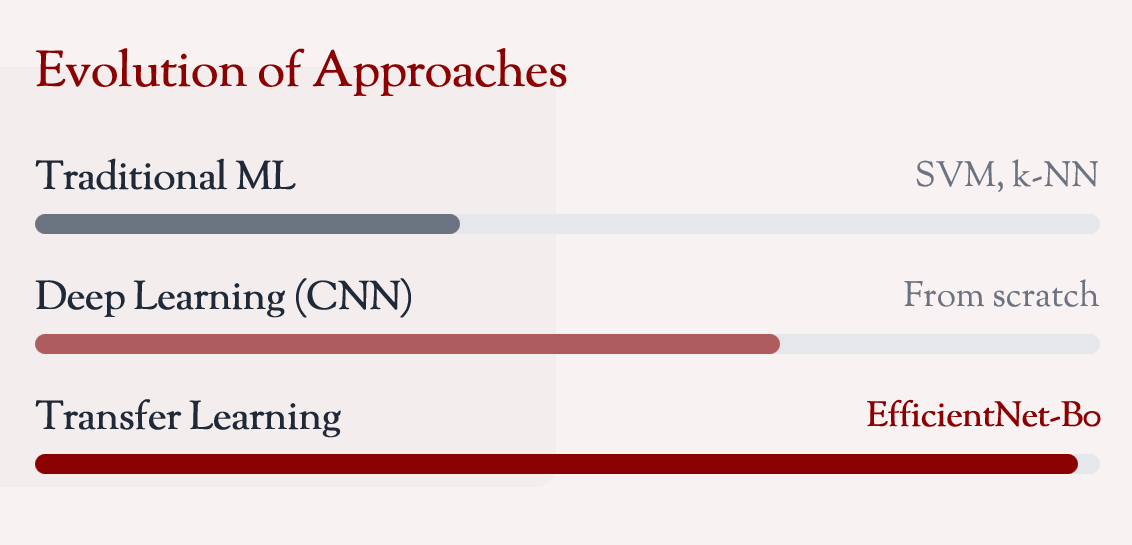 Evolution of Approaches
Traditional ML SVM, k-NN
Deep Learning (CNN) From scratch
Transfer Learning EfficientNet-B0